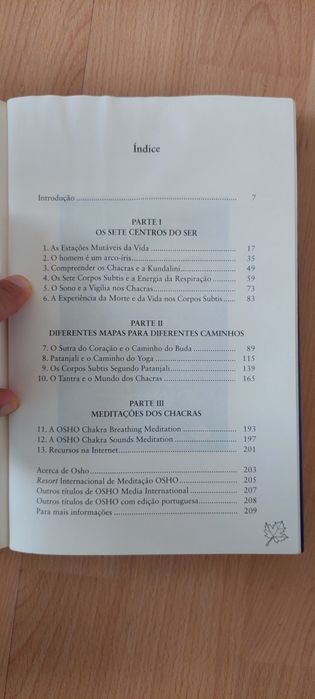 Índice
Introdução ........ 7
PARTE I
OS SETE CENTROS DO SER
1. As Estações Mutáveis da Vida ........ 17
2. O homem é um arco-íris ........ 35
3. Compreender os Chacras e a Kundalini ........ 49
4. Os Sete Corpos Subtis e a Energia da Respiração ........ 59
5. O Sono e a Vigília nos Chacras ........ 73
6. A Experiência da Morte e da Vida nos Corpos Subtis ........ 83
PARTE II
DIFERENTES MAPAS PARA DIFERENTES CAMINHOS
7. O Sutra do Coração e o Caminho do Buda ........ 89
8. Patanjali e o Caminho do Yoga ........ 115
9. Os Corpos Subtis Segundo Patanjali ........ 139
10. O Tantra e o Mundo dos Chacras ........ 165
PARTE III
MEDITAÇÕES DOS CHACRAS
11. A OSHO Chakra Breathing Meditation ........ 193
12. A OSHO Chakra Sounds Meditation ........ 197
13. Recursos na Internet ........ 201
Acerca de Osho ........ 203
Resort Internacional de Meditação OSHO ........ 205
Outros títulos de OSHO Media International ........ 207
Outros títulos de OSHO com edição portuguesa ........ 208
Para mais informações ........ 209